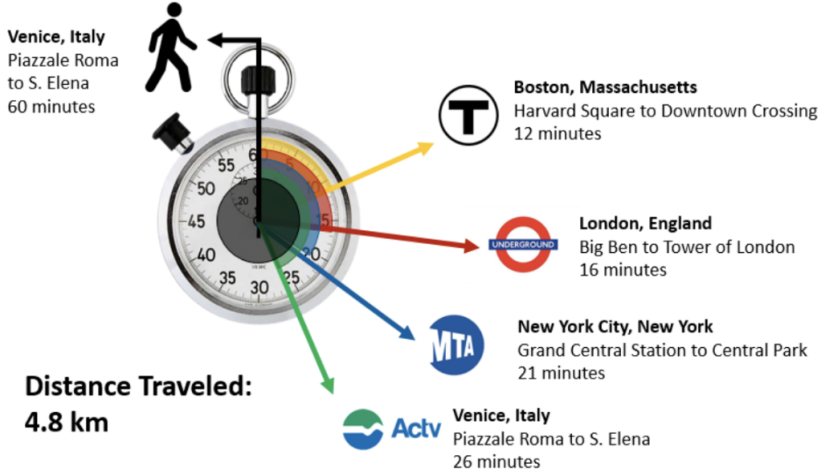 Venice, Italy
Piazzale Roma
to S. Elena
60 minutes
T
Boston, Massachusetts
Harvard Square to Downtown Crossing
12 minutes
60
5
10
15
20
25
30
35
40
45
50
55
25
20
UNDERGROUND
London, England
Big Ben to Tower of London
16 minutes
MTA
New York City, New York
Grand Central Station to Central Park
21 minutes
Distance Traveled:
4.8 km
Actv
Venice, Italy
Piazzale Roma to S. Elena
26 minutes